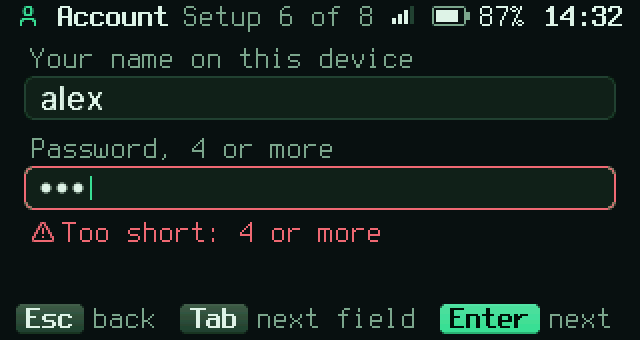 Account Setup 6 of 8 87% 14:32
Your name on this device
alex
Password, 4 or more
•••
Too short: 4 or more
Esc back Tab next field Enter next